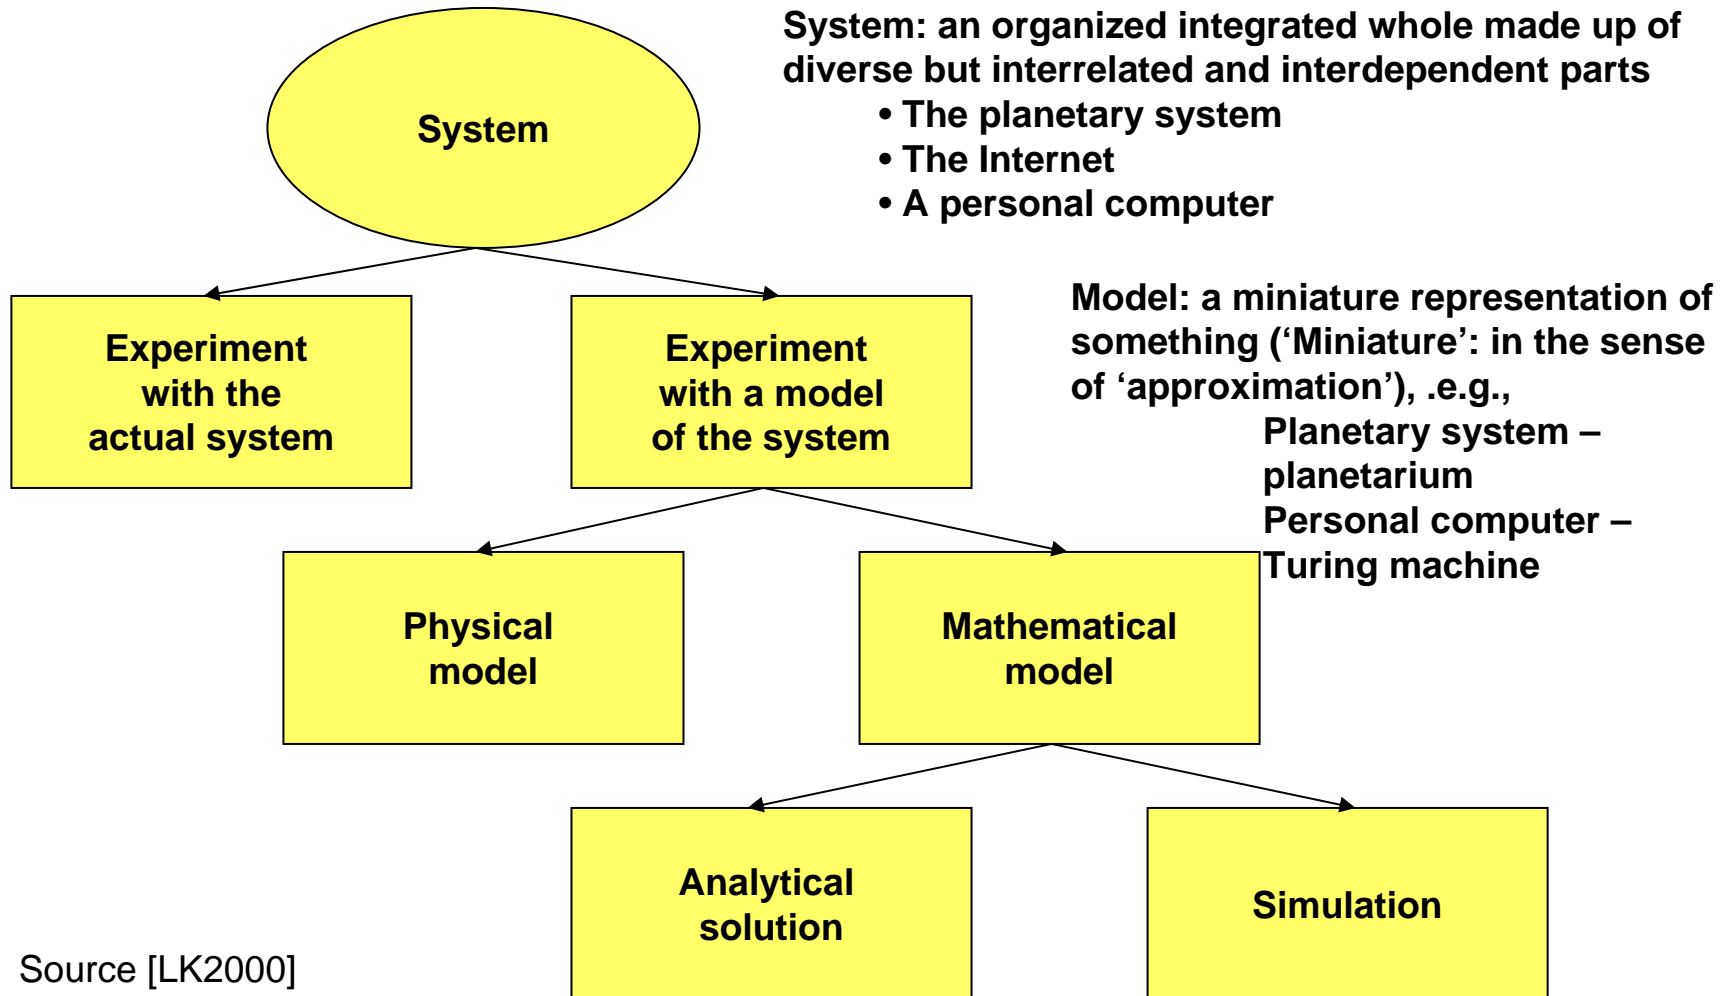 System: an organized integrated whole made up of
diverse but interrelated and interdependent parts
• The planetary system
• The Internet
• A personal computer
System
Model: a miniature representation of
something (‘Miniature’: in the sense
of ‘approximation’), .e.g.,
Planetary system –
planetarium
Personal computer –
Turing machine
Experiment
with the
actual system
Experiment
with a model
of the system
Physical
model
Mathematical
model
Analytical
solution
Simulation
Source [LK2000]